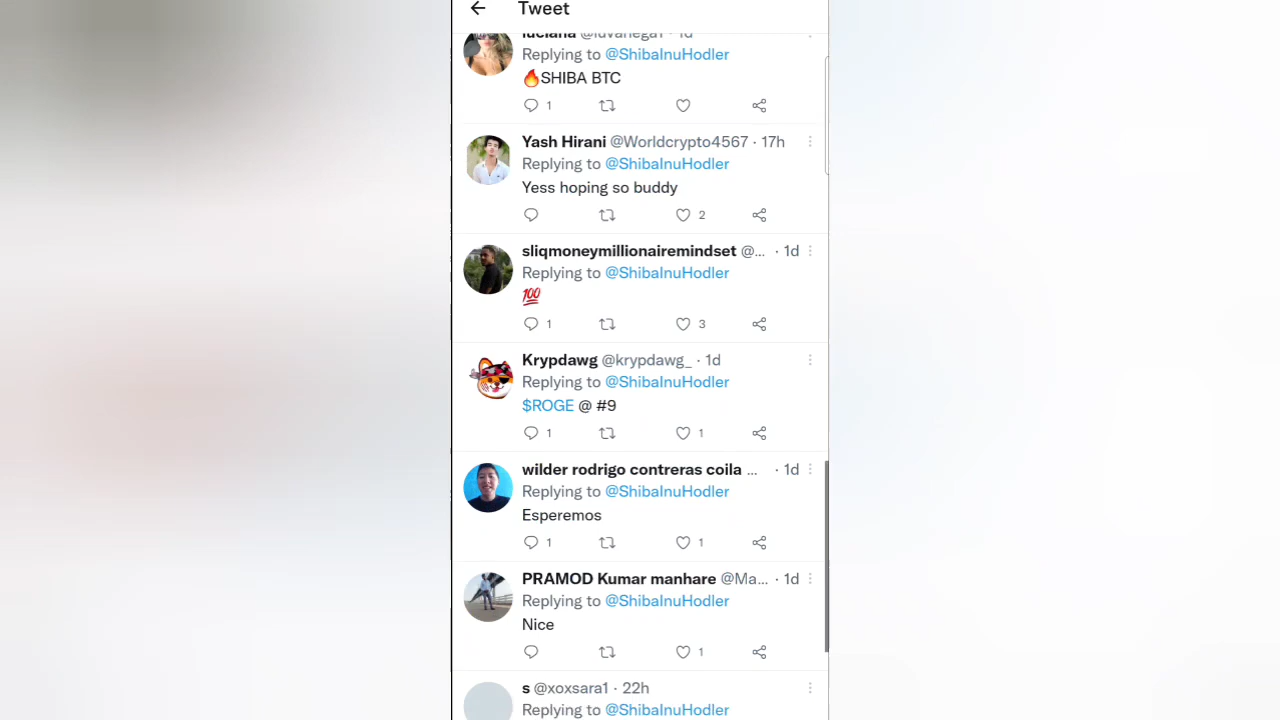 Tweet
luciana @luvanega1 · 1d
Replying to @ShibaInuHodler
🔥SHIBA BTC
1
Yash Hirani @Worldcrypto4567 · 17h
Replying to @ShibaInuHodler
Yess hoping so buddy
2
sliqmoneymillionairemindset @... · 1d
Replying to @ShibaInuHodler
💯
1 3
Krypdawg @krypdawg_ · 1d
Replying to @ShibaInuHodler
$ROGE @ #9
1 1
wilder rodrigo contreras coila ... · 1d
Replying to @ShibaInuHodler
Esperemos
1 1
PRAMOD Kumar manhare @Ma... · 1d
Replying to @ShibaInuHodler
Nice
1
s @xoxsara1 · 22h
Replying to @ShibaInuHodler